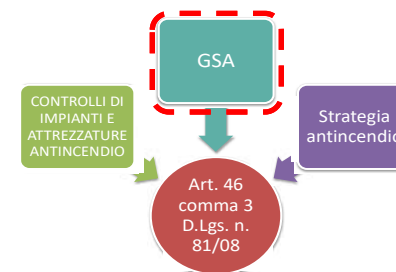 GSA
CONTROLLI DI
IMPIANTI E
ATTREZZATURE
ANTINCENDIO
Strategia
antincendio
Art. 46
comma 3
D.Lgs. n.
81/08